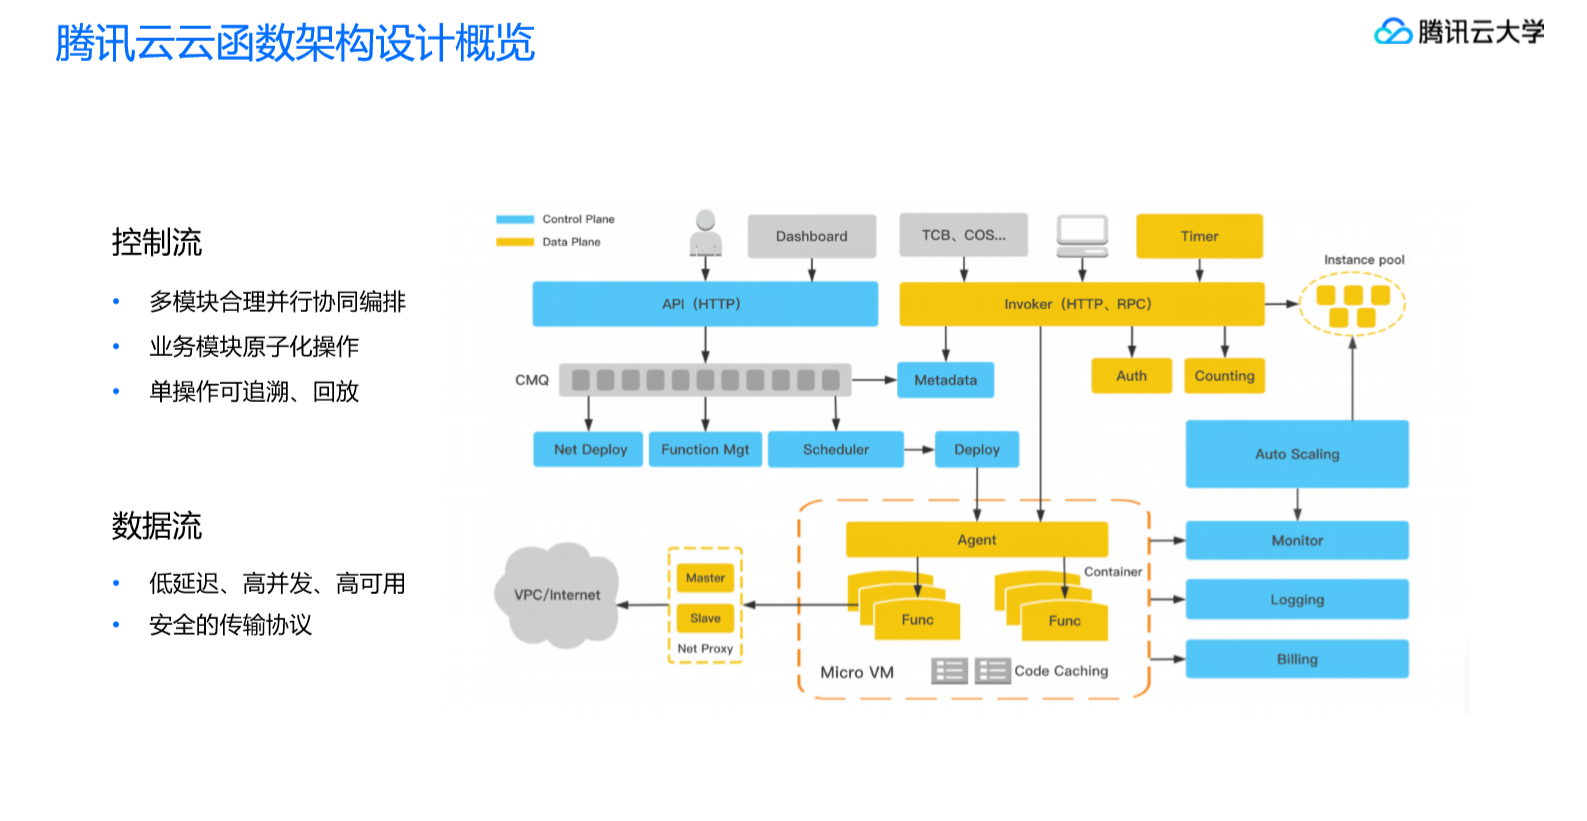 腾讯云云函数架构设计概览
腾讯云大学
控制流
• 多模块合理并行协同编排
• 业务模块原子化操作
• 单操作可追溯、回放
数据流
• 低延迟、高并发、高可用
• 安全的传输协议
Control Plane
Data Plane
Dashboard
TCB、COS...
Timer
Instance pool
API（HTTP）
Invoker（HTTP、RPC）
CMQ
Metadata
Auth
Counting
Net Deploy
Function Mgt
Scheduler
Deploy
Auto Scaling
Agent
Monitor
Container
VPC/Internet
Master
Slave
Net Proxy
Func
Func
Logging
Micro VM
Code Caching
Billing